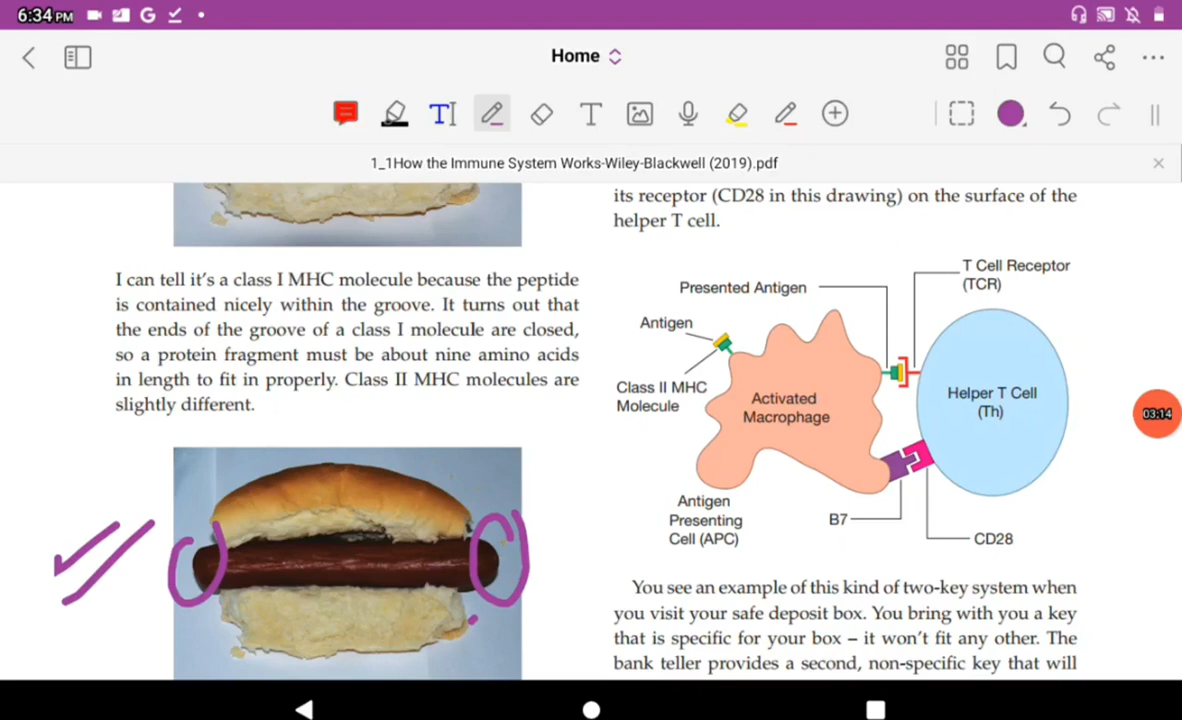 6:34 PM
Home
1_1How the Immune System Works-Wiley-Blackwell (2019).pdf
I can tell it's a class I MHC molecule because the peptide
is contained nicely within the groove. It turns out that
the ends of the groove of a class I molecule are closed,
so a protein fragment must be about nine amino acids
in length to fit in properly. Class II MHC molecules are
slightly different.
its receptor (CD28 in this drawing) on the surface of the
helper T cell.
T Cell Receptor
(TCR)
Presented Antigen
Antigen
Class II MHC
Molecule
Activated
Macrophage
Helper T Cell
(Th)
Antigen
Presenting
Cell (APC)
B7
CD28
You see an example of this kind of two-key system when
you visit your safe deposit box. You bring with you a key
that is specific for your box – it won't fit any other. The
bank teller provides a second, non-specific key that will
03:14